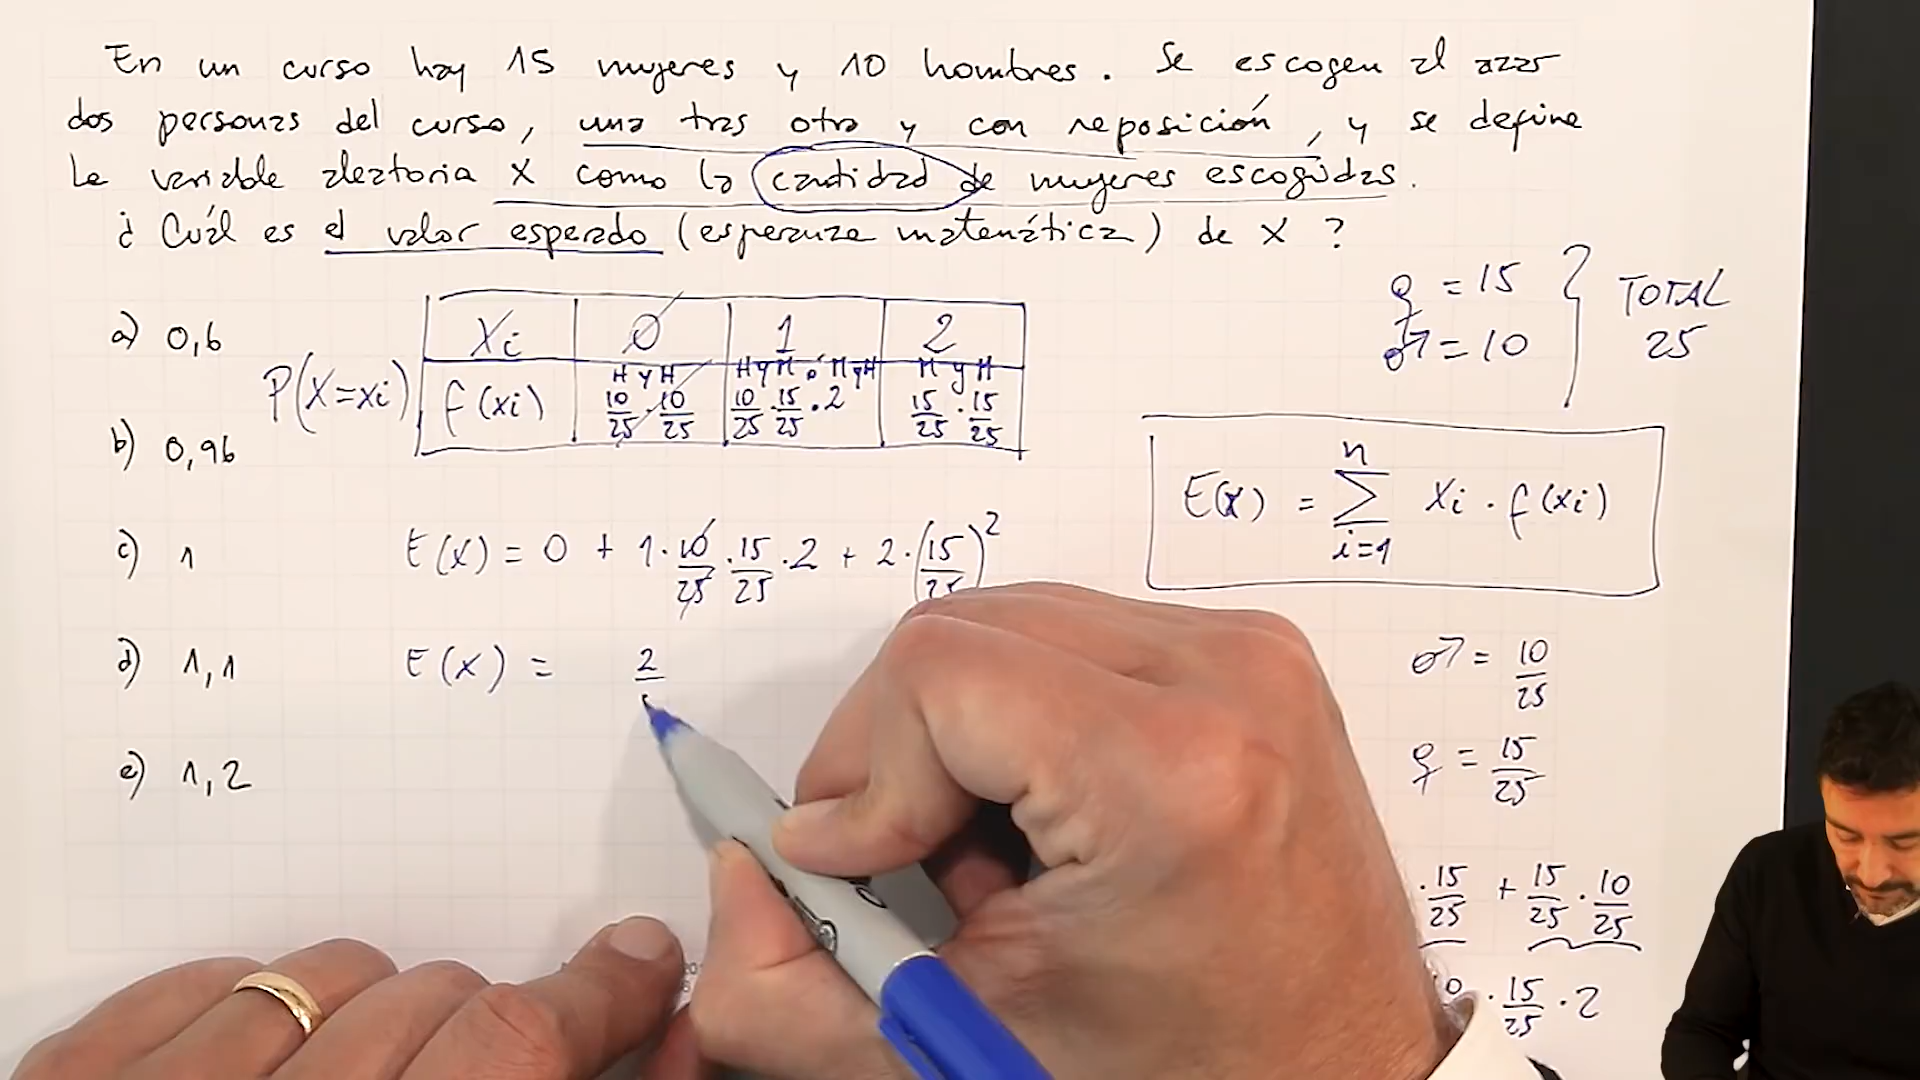 En un curso hay 15 mujeres y 10 hombres. Se escogen al azar
dos personas del curso, una tras otra y con reposición, y se define
la variable aleatoria X como la cantidad de mujeres escogidas.
¿Cuál es el valor esperado (esperanza matemática) de X?
♀ = 15
♂ = 10
TOTAL 25
a) 0,6
b) 0,96
c) 1
d) 1,1
e) 1,2
Xi 0 1 2
P(X=xi) f(xi)
H y H
10/25 · 10/25
H y M ó M y H
10/25 · 15/25 · 2
M y M
15/25 · 15/25
E(X) = Σ i=1 n Xi · f(xi)
E(X) = 0 + 1 · 10/25 · 15/25 · 2 + 2 · (15/25)²
E(X) = 2/
♂ = 10/25
♀ = 15/25
· 15/25 + 15/25 · 10/25
· 15/25 · 2